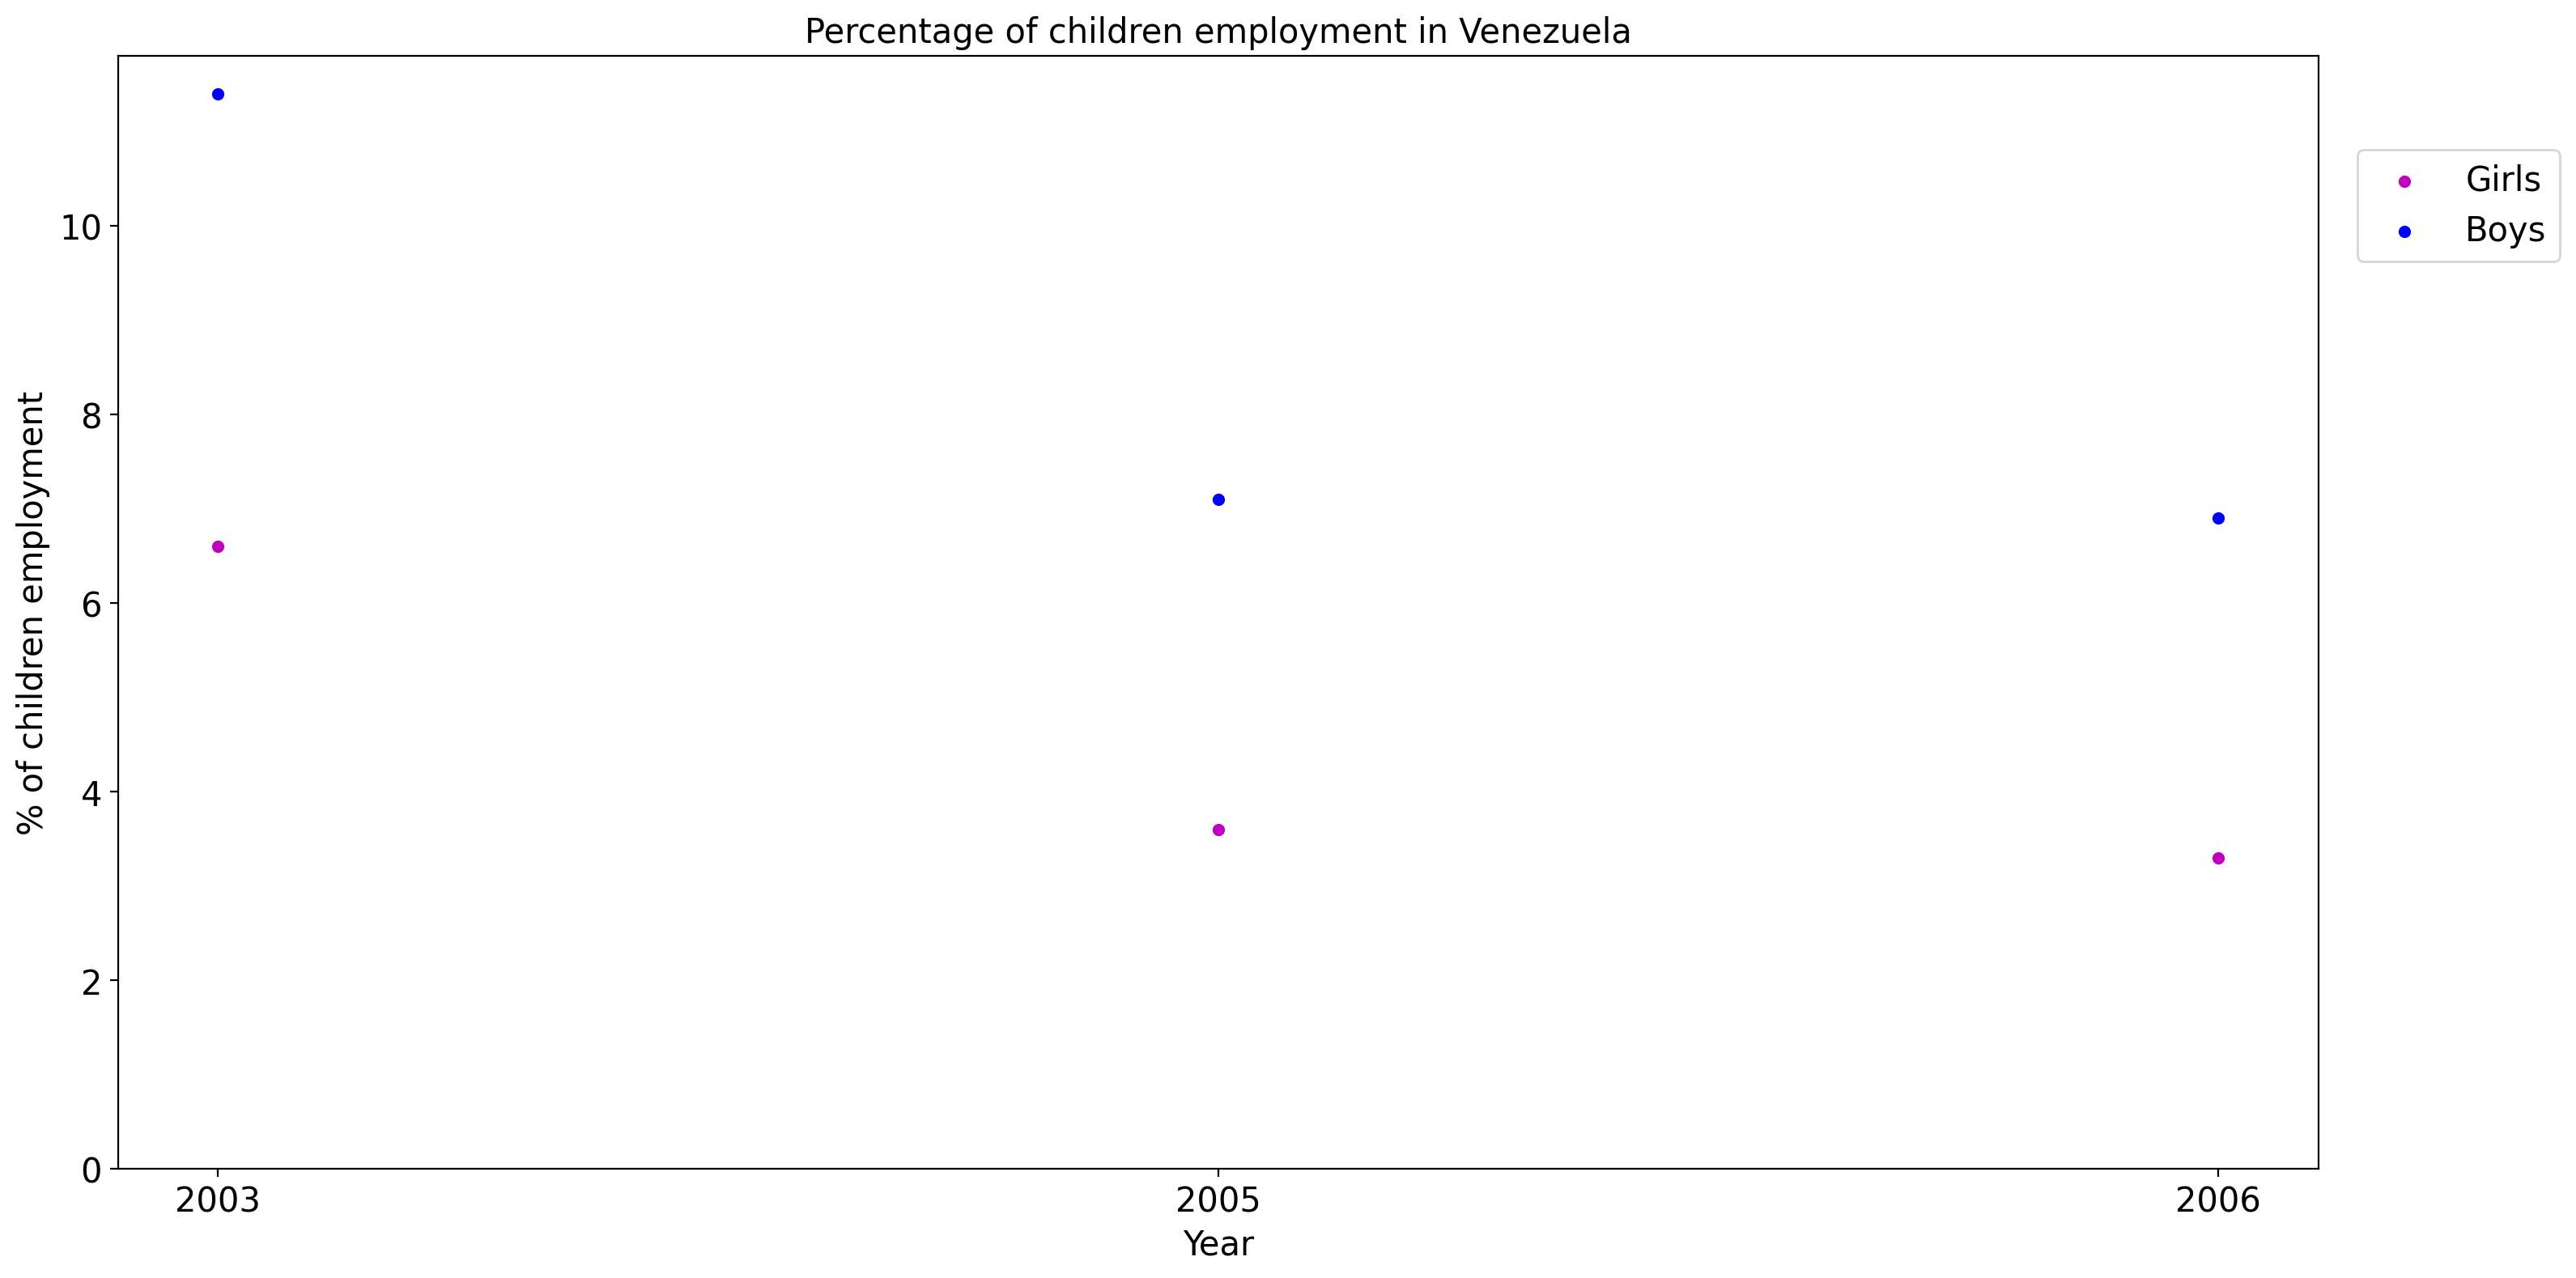 Percentage of children employment in Venezuela
% of children employment
10
8
6
4
2
0
2003
2005
2006
Year
Girls
Boys